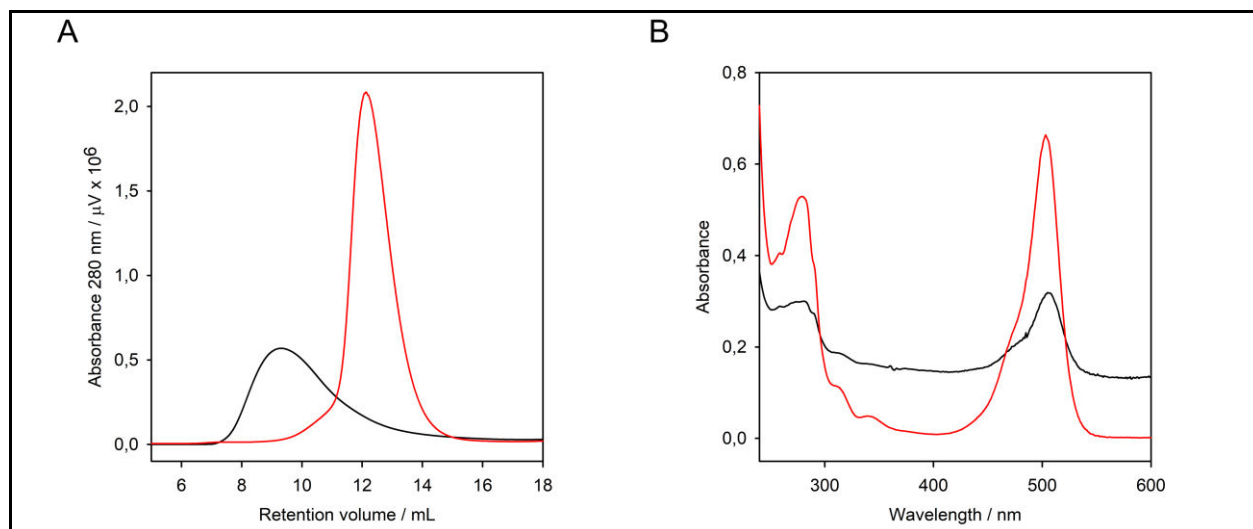 A
B
Absorbance 280 nm / µV x 10⁶
2,0
1,5
1,0
0,5
0,0
6 8 10 12 14 16 18
Retention volume / mL
Absorbance
0,8
0,6
0,4
0,2
0,0
300 400 500 600
Wavelength / nm